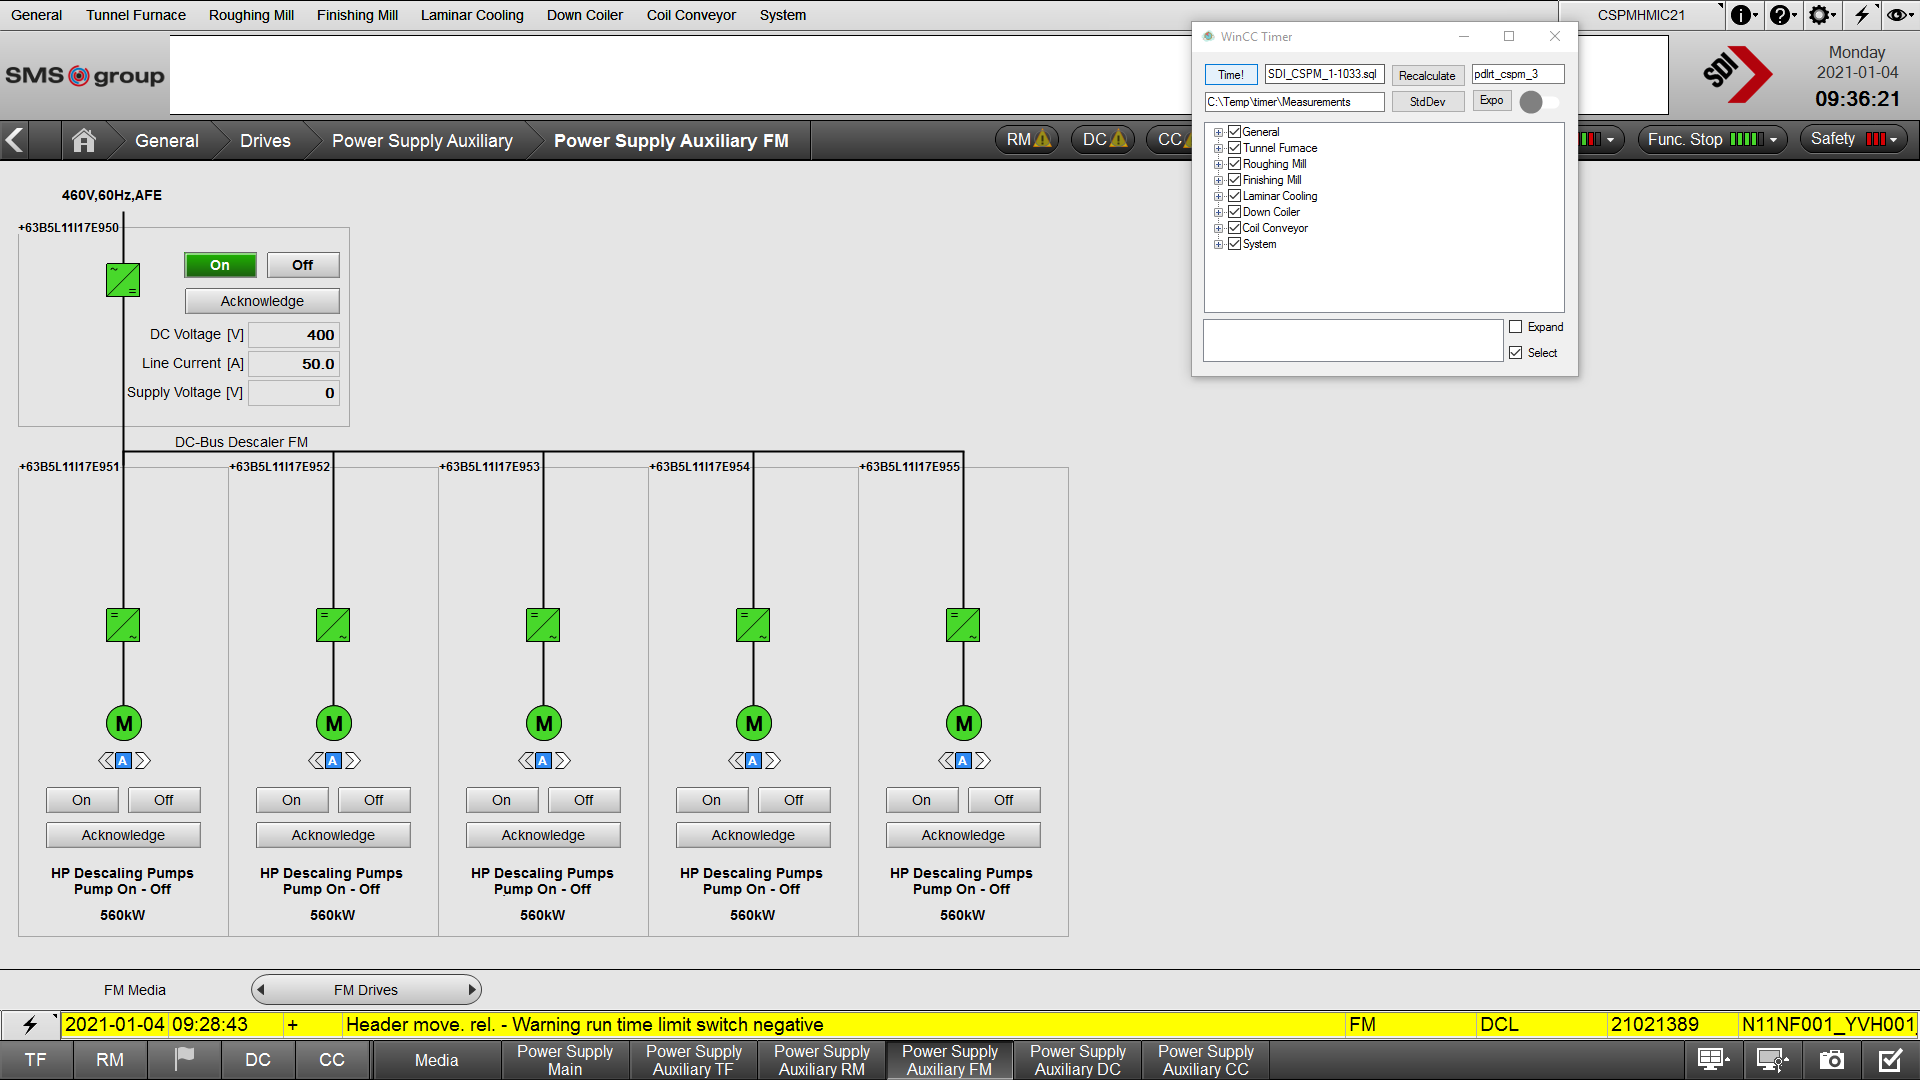 General Tunnel Furnace Roughing Mill Finishing Mill Laminar Cooling Down Coiler Coil Conveyor System CSPMHMIC21
SMS group
SDI
Monday
2021-01-04
09:36:21
WinCC Timer
Time! SDI_CSPM_1-1033.sql Recalculate pdlrt_cspm_3
C:\Temp\timer\Measurements StdDev Expo
General
Tunnel Furnace
Roughing Mill
Finishing Mill
Laminar Cooling
Down Coiler
Coil Conveyor
System
Expand
Select
General Drives Power Supply Auxiliary Power Supply Auxiliary FM RM DC CC Func. Stop Safety
460V,60Hz,AFE
+63B5L11I17E950
On Off
Acknowledge
DC Voltage [V] 400
Line Current [A] 50.0
Supply Voltage [V] 0
DC-Bus Descaler FM
+63B5L11I17E951 +63B5L11I17E952 +63B5L11I17E953 +63B5L11I17E954 +63B5L11I17E955
M M M M M
A A A A A
On Off On Off On Off On Off On Off
Acknowledge Acknowledge Acknowledge Acknowledge Acknowledge
HP Descaling Pumps HP Descaling Pumps HP Descaling Pumps HP Descaling Pumps HP Descaling Pumps
Pump On - Off Pump On - Off Pump On - Off Pump On - Off Pump On - Off
560kW 560kW 560kW 560kW 560kW
FM Media FM Drives
2021-01-04 09:28:43 + Header move. rel. - Warning run time limit switch negative FM DCL 21021389 N11NF001_YVH001
TF RM DC CC Media
Power Supply Main
Power Supply Auxiliary TF
Power Supply Auxiliary RM
Power Supply Auxiliary FM
Power Supply Auxiliary DC
Power Supply Auxiliary CC